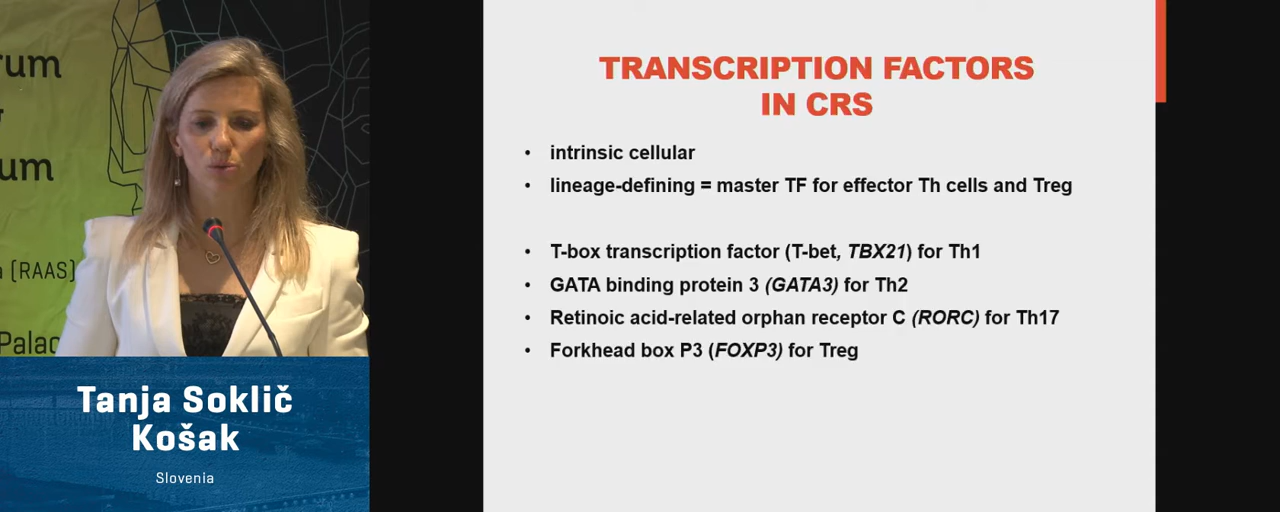 rum
um
a (RAAS)
Palac
Tanja Soklič
Košak
Slovenia
TRANSCRIPTION FACTORS
IN CRS
• intrinsic cellular
• lineage-defining = master TF for effector Th cells and Treg
• T-box transcription factor (T-bet, TBX21) for Th1
• GATA binding protein 3 (GATA3) for Th2
• Retinoic acid-related orphan receptor C (RORC) for Th17
• Forkhead box P3 (FOXP3) for Treg